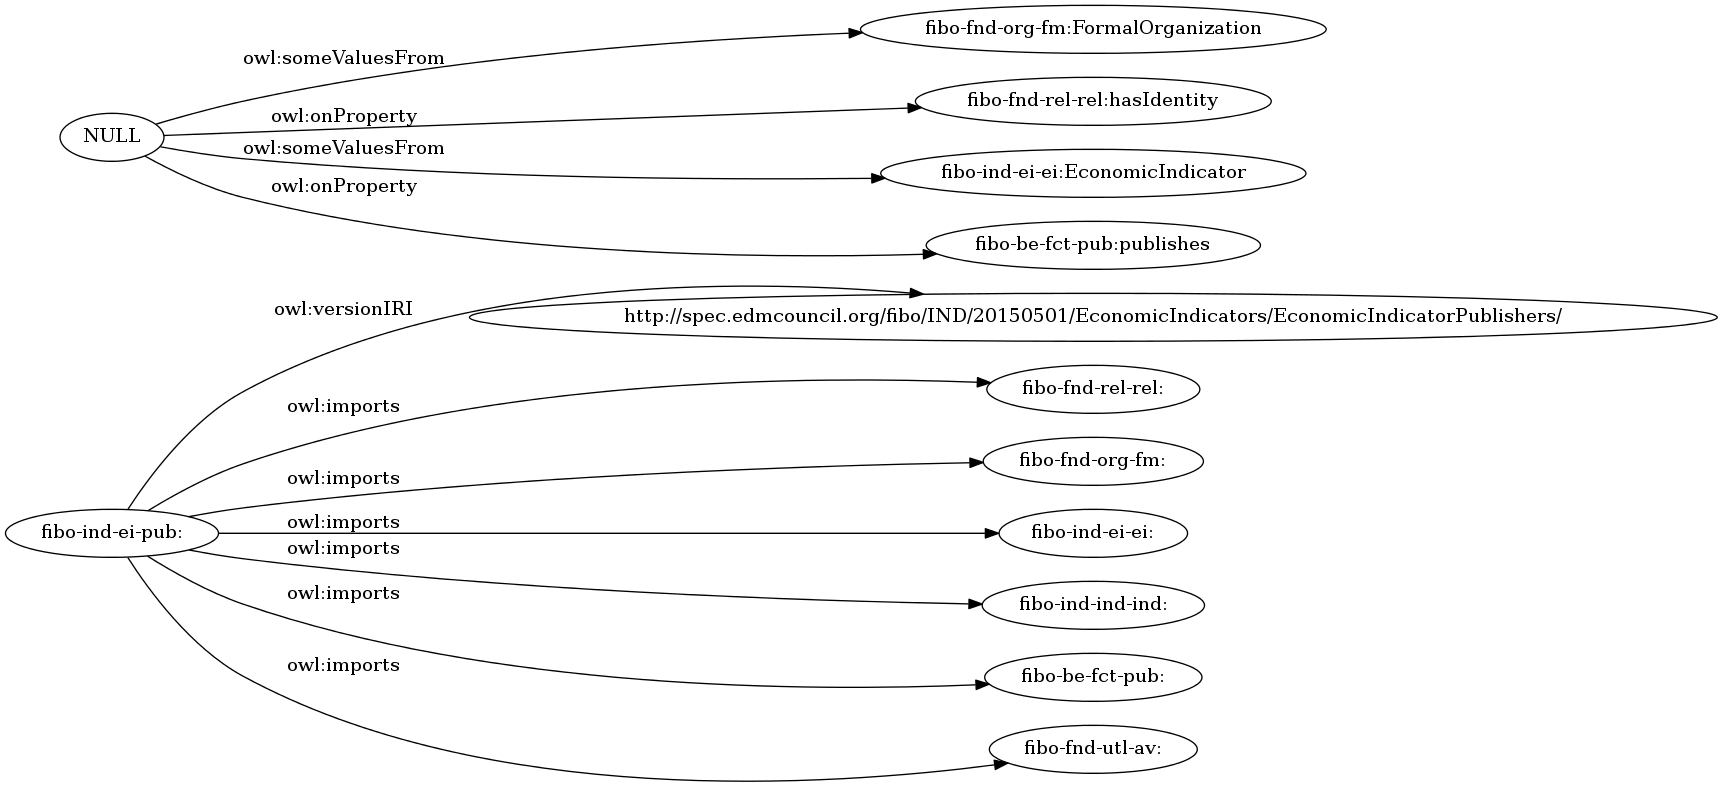 fibo-fnd-org-fm:FormalOrganization
owl:someValuesFrom
fibo-fnd-rel-rel:hasIdentity
owl:onProperty
NULL
owl:someValuesFrom
fibo-ind-ei-ei:EconomicIndicator
owl:onProperty
fibo-be-fct-pub:publishes
owl:versionIRI
http://spec.edmcouncil.org/fibo/IND/20150501/EconomicIndicators/EconomicIndicatorPublishers/
fibo-fnd-rel-rel:
owl:imports
fibo-fnd-org-fm:
owl:imports
owl:imports
fibo-ind-ei-pub:
fibo-ind-ei-ei:
owl:imports
owl:imports
fibo-ind-ind-ind:
owl:imports
fibo-be-fct-pub:
fibo-fnd-utl-av: